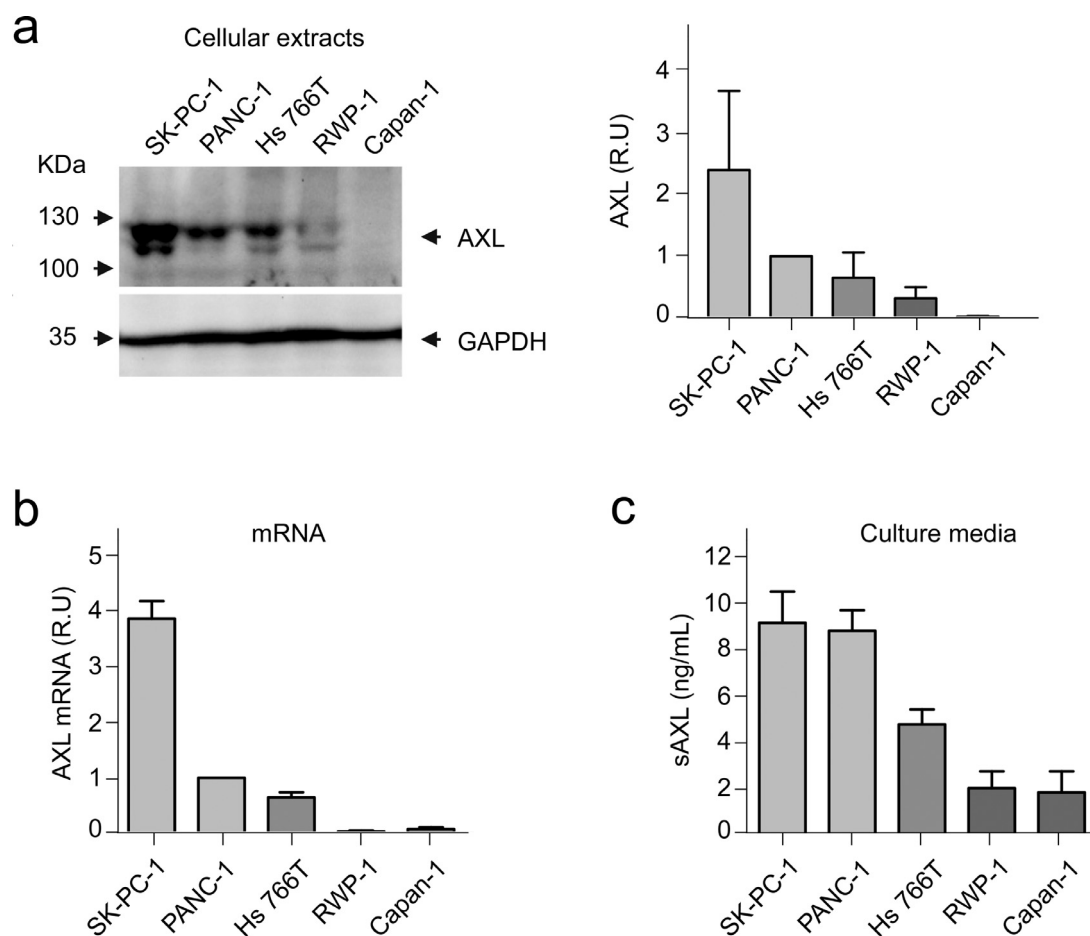 a
Cellular extracts
SK-PC-1
PANC-1
Hs 766T
RWP-1
Capan-1
KDa
130
100
35
AXL
GAPDH
AXL (R.U)
4
3
2
1
0
SK-PC-1
PANC-1
Hs 766T
RWP-1
Capan-1
b
mRNA
AXL mRNA (R.U)
5
4
3
2
1
0
SK-PC-1
PANC-1
Hs 766T
RWP-1
Capan-1
c
Culture media
sAXL (ng/mL)
12
10
8
6
4
2
0
SK-PC-1
PANC-1
Hs 766T
RWP-1
Capan-1